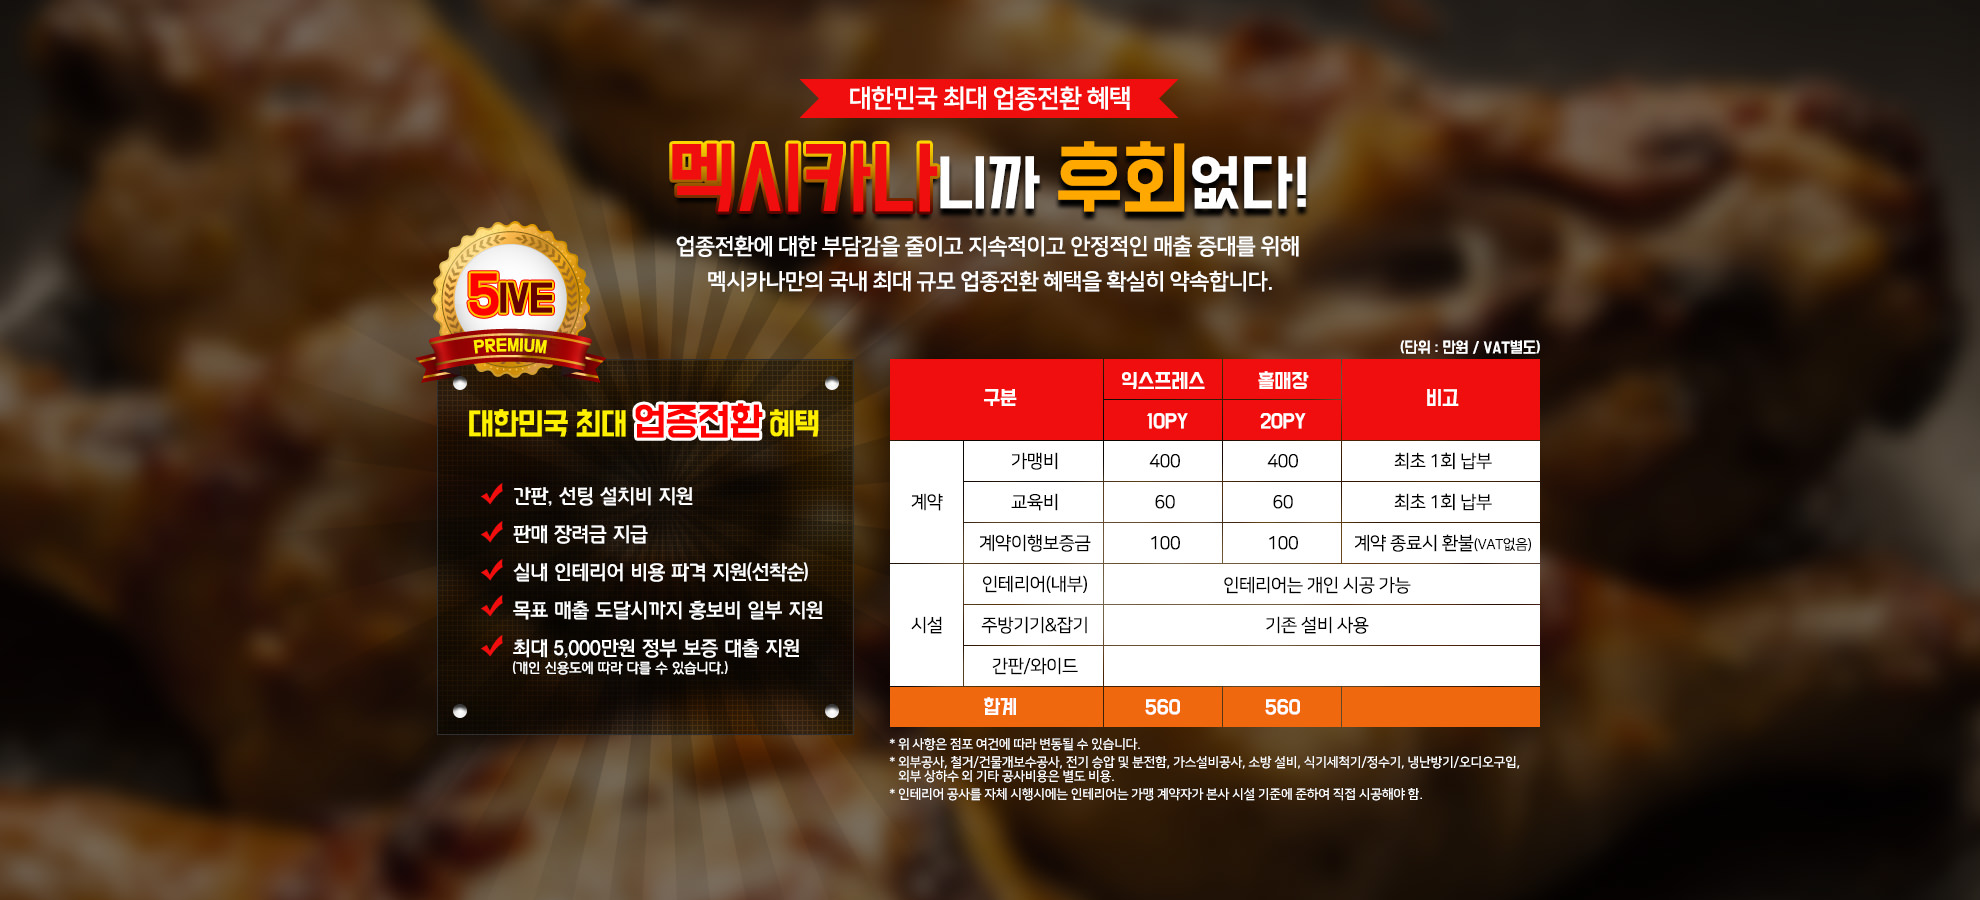 대한민국 최대 업종전환 혜택
멕시카나니까 후회없다!
업종전환에 대한 부담감을 줄이고 지속적이고 안정적인 매출 증대를 위해
멕시카나만의 국내 최대 규모 업종전환 혜택을 확실히 약속합니다.
5IVE
PREMIUM
대한민국 최대 업종전환 혜택
간판, 선팅 설치비 지원
판매 장려금 지급
실내 인테리어 비용 파격 지원(선착순)
목표 매출 도달시까지 홍보비 일부 지원
최대 5,000만원 정부 보증 대출 지원
(개인 신용도에 따라 다를 수 있습니다.)
(단위 : 만원 / VAT별도)
구분 익스프레스 홀매장 비고
10PY 20PY
계약 가맹비 400 400 최초 1회 납부
교육비 60 60 최초 1회 납부
계약이행보증금 100 100 계약 종료시 환불(VAT없음)
시설 인테리어(내부) 인테리어는 개인 시공 가능
주방기기&잡기 기존 설비 사용
간판/와이드
합계 560 560
* 위 사항은 점포 여건에 따라 변동될 수 있습니다.
* 외부공사, 철거/건물개보수공사, 전기 승압 및 분전함, 가스설비공사, 소방 설비, 식기세척기/정수기, 냉난방기/오디오구입,
외부 상하수 외 기타 공사비용은 별도 비용.
* 인테리어 공사를 자체 시행시에는 인테리어는 가맹 계약자가 본사 시설 기준에 준하여 직접 시공해야 함.